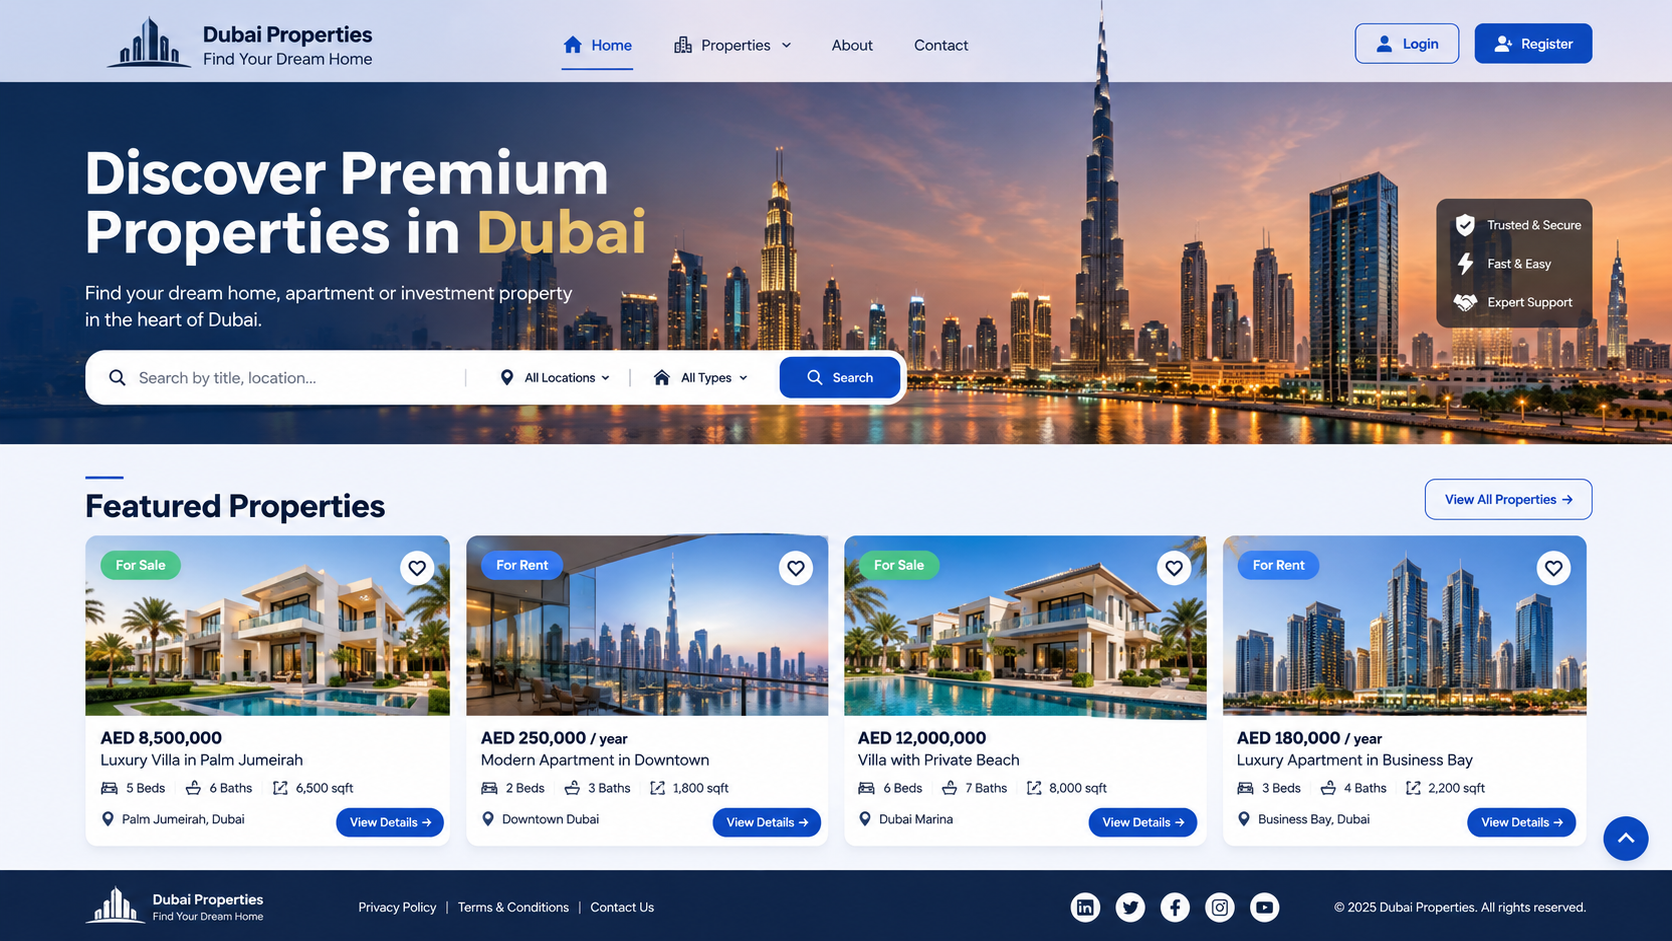 Dubai Properties
Find Your Dream Home
Home
Properties
About
Contact
Login
Register
Discover Premium
Properties in Dubai
Find your dream home, apartment or investment property
in the heart of Dubai.
Search by title, location...
All Locations
All Types
Search
Trusted & Secure
Fast & Easy
Expert Support
Featured Properties
View All Properties →
For Sale
AED 8,500,000
Luxury Villa in Palm Jumeirah
5 Beds
6 Baths
6,500 sqft
Palm Jumeirah, Dubai
View Details →
For Rent
AED 250,000 / year
Modern Apartment in Downtown
2 Beds
3 Baths
1,800 sqft
Downtown Dubai
View Details →
For Sale
AED 12,000,000
Villa with Private Beach
6 Beds
7 Baths
8,000 sqft
Dubai Marina
View Details →
For Rent
AED 180,000 / year
Luxury Apartment in Business Bay
3 Beds
4 Baths
2,200 sqft
Business Bay, Dubai
View Details →
Dubai Properties
Find Your Dream Home
Privacy Policy | Terms & Conditions | Contact Us
© 2025 Dubai Properties. All rights reserved.